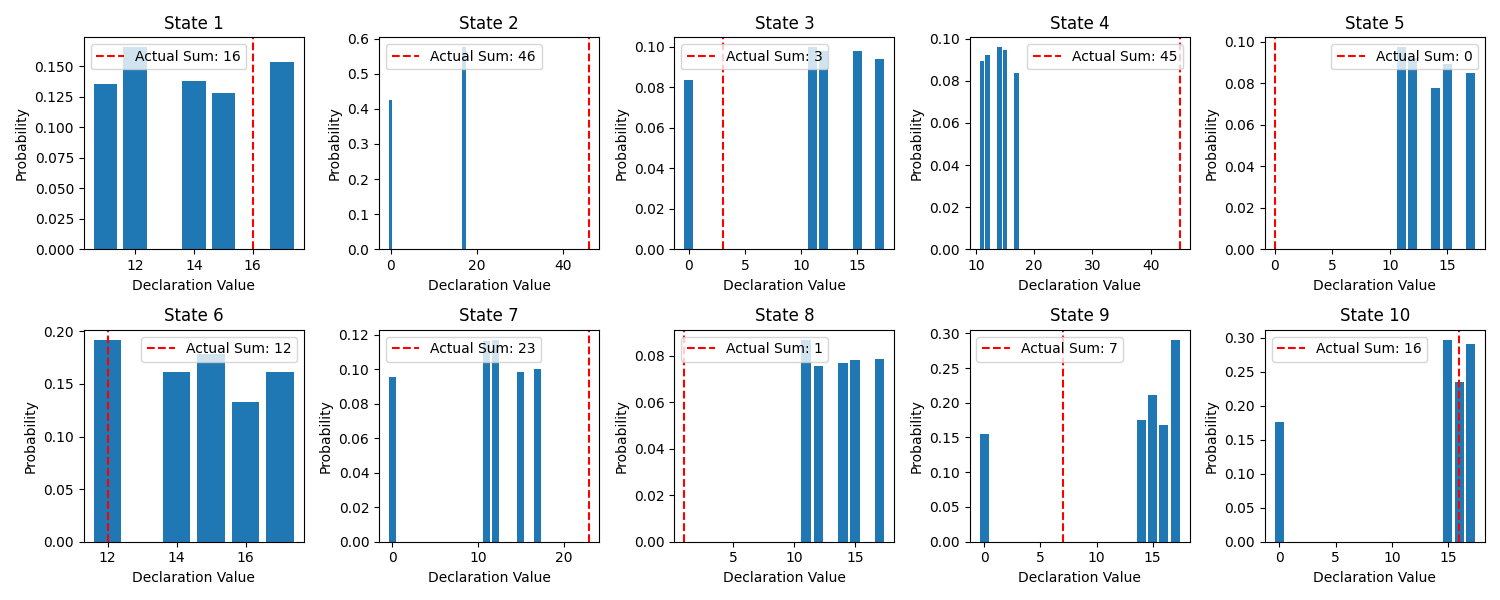 State 1
Actual Sum: 16
Probability
0.150
0.125
0.100
0.075
0.050
0.025
0.000
12
14
16
Declaration Value
State 2
Actual Sum: 46
Probability
0.6
0.5
0.4
0.3
0.2
0.1
0.0
0
20
40
Declaration Value
State 3
Actual Sum: 3
Probability
0.10
0.08
0.06
0.04
0.02
0.00
0
5
10
15
Declaration Value
State 4
Actual Sum: 45
Probability
0.10
0.08
0.06
0.04
0.02
0.00
10
20
30
40
Declaration Value
State 5
Actual Sum: 0
Probability
0.10
0.08
0.06
0.04
0.02
0.00
0
5
10
15
Declaration Value
State 6
Actual Sum: 12
Probability
0.20
0.15
0.10
0.05
0.00
12
14
16
Declaration Value
State 7
Actual Sum: 23
Probability
0.12
0.10
0.08
0.06
0.04
0.02
0.00
0
10
20
Declaration Value
State 8
Actual Sum: 1
Probability
0.08
0.06
0.04
0.02
0.00
5
10
15
Declaration Value
State 9
Actual Sum: 7
Probability
0.30
0.25
0.20
0.15
0.10
0.05
0.00
0
5
10
15
Declaration Value
State 10
Actual Sum: 16
Probability
0.30
0.25
0.20
0.15
0.10
0.05
0.00
0
5
10
15
Declaration Value